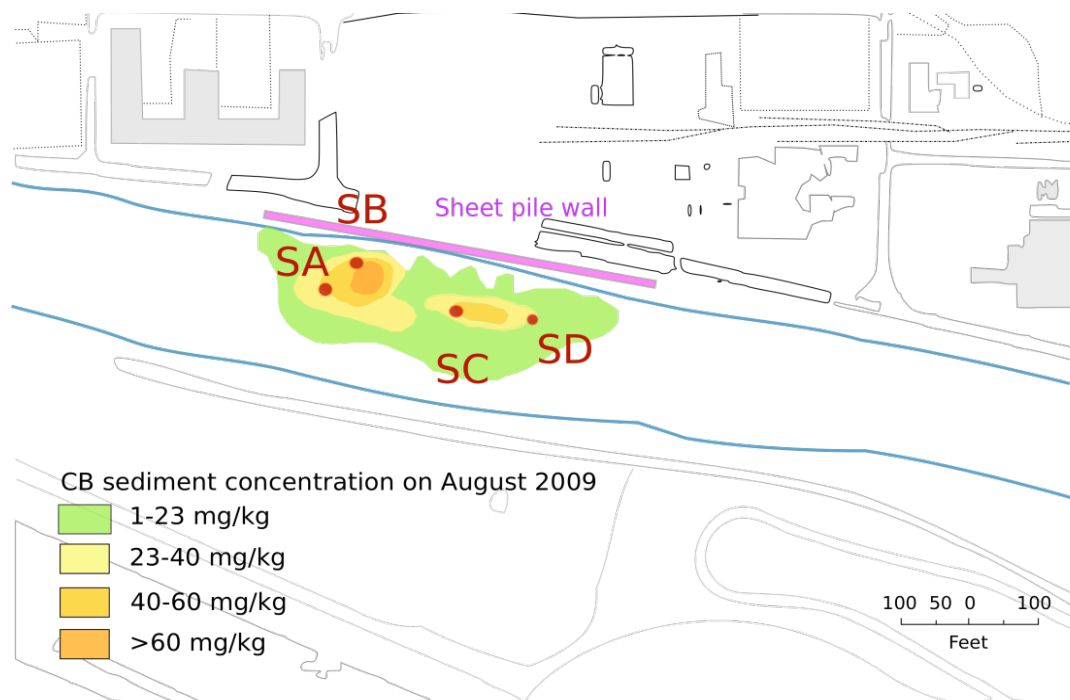 SB
Sheet pile wall
SA
SD
SC
CB sediment concentration on August 2009
1-23 mg/kg
23-40 mg/kg
40-60 mg/kg
>60 mg/kg
100 50 0 100
Feet